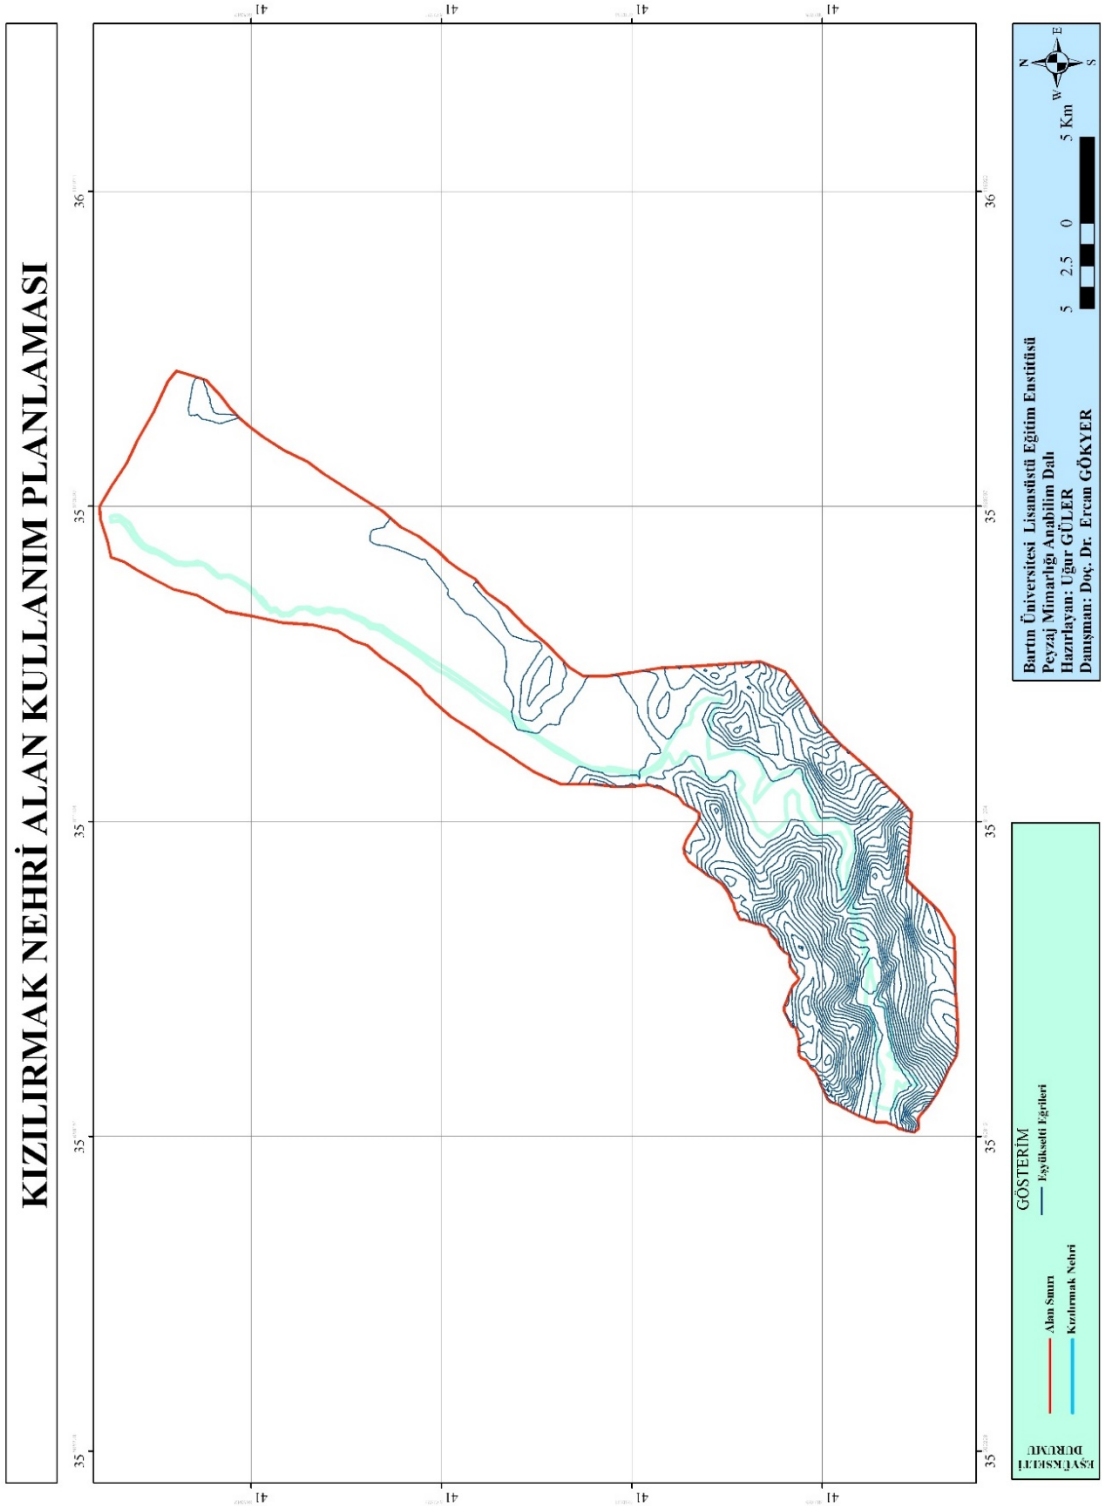 KIZILIRMAK NEHRİ ALAN KULLANIM PLANLAMASI
41
41
41
41
36
35
35
35
35
36
35
35
35
35
41
41
41
41
EŞYÜKSELTİ
DURUMU
GÖSTERİM
Alan Sınırı
Kızılırmak Nehri
Eşyükselti Eğrileri
Bartın Üniversitesi Lisansüstü Eğitim Enstitüsü
Peyzaj Mimarlığı Anabilim Dalı
Hazırlayan: Uğur GÜLER
Danışman: Doç. Dr. Ercan GÖKYER
5 2.5 0 5 Km
N
W E
S